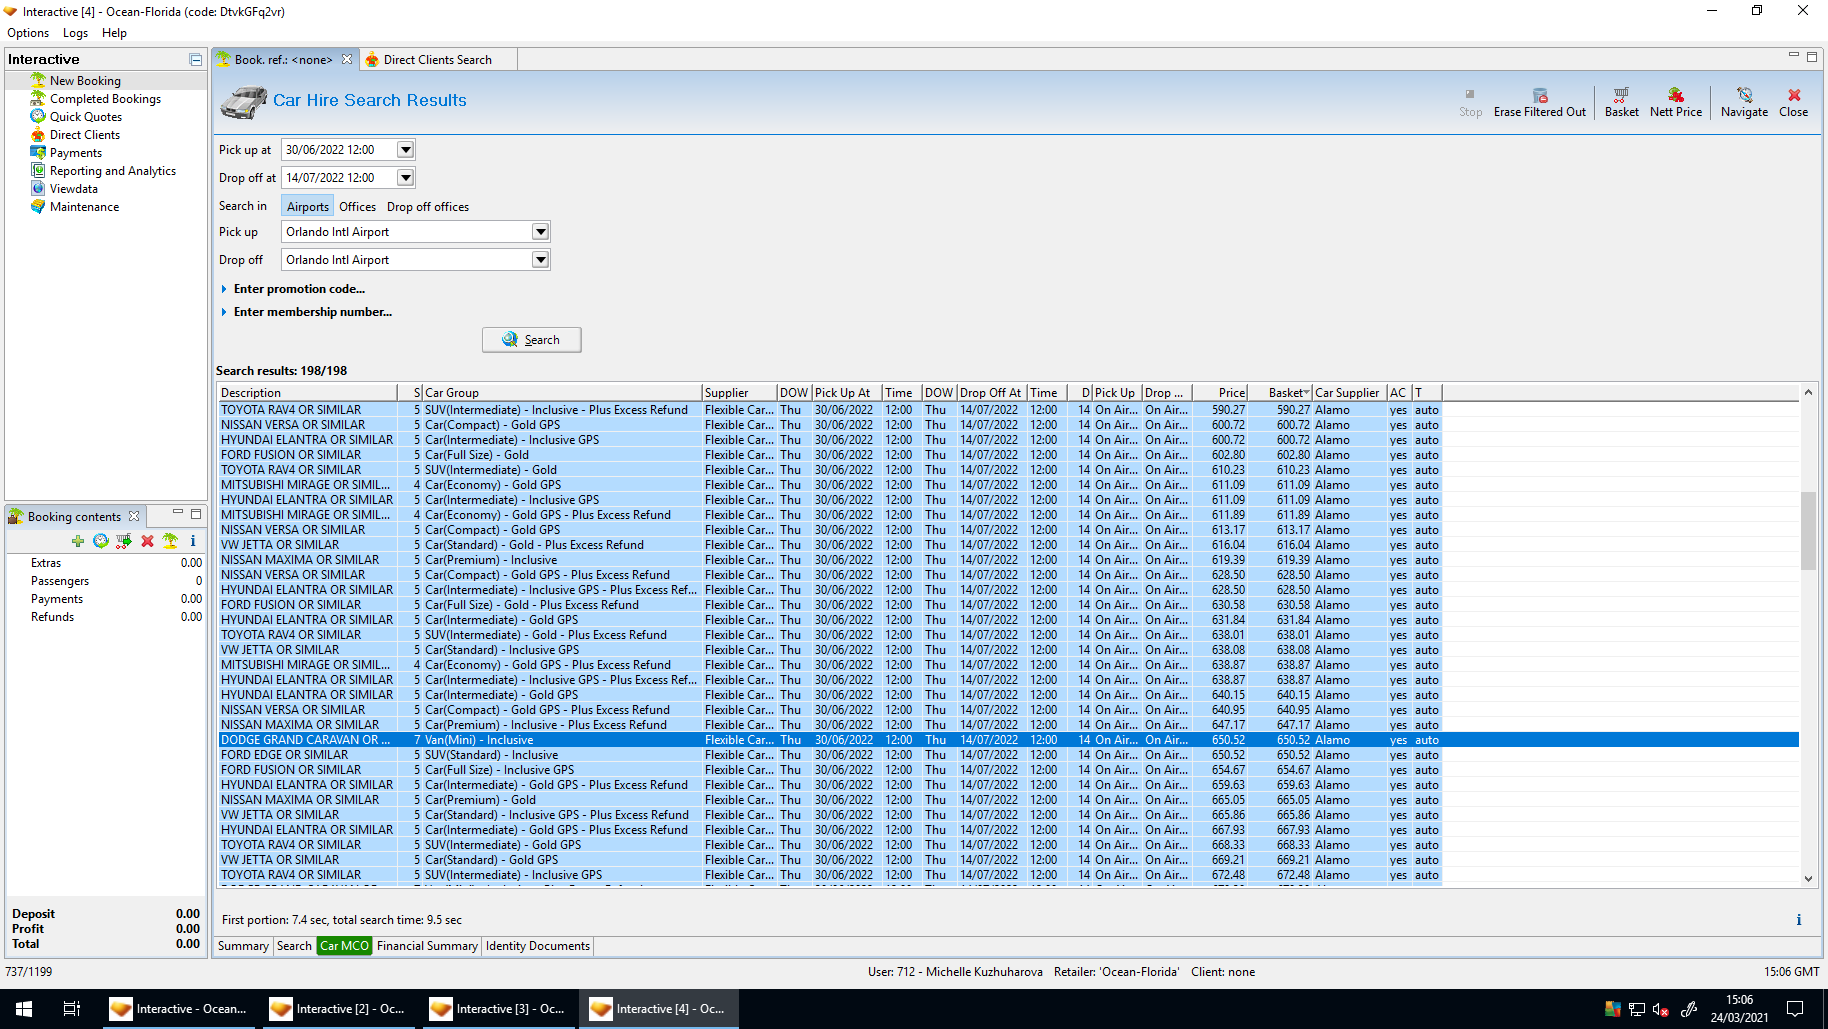 Interactive [4] - Ocean-Florida (code: DtvkGFq2vr)
Options Logs Help
Interactive
New Booking
Completed Bookings
Quick Quotes
Direct Clients
Payments
Reporting and Analytics
Viewdata
Maintenance
Booking contents
Extras 0.00
Passengers 0
Payments 0.00
Refunds 0.00
Deposit 0.00
Profit 0.00
Total 0.00
Book. ref.: <none> Direct Clients Search
Car Hire Search Results
Stop Erase Filtered Out Basket Nett Price Navigate Close
Pick up at 30/06/2022 12:00
Drop off at 14/07/2022 12:00
Search in Airports Offices Drop off offices
Pick up Orlando Intl Airport
Drop off Orlando Intl Airport
Enter promotion code...
Enter membership number...
Search
Search results: 198/198
Description S Car Group Supplier DOW Pick Up At Time DOW Drop Off At Time D Pick Up Drop ... Price Basket Car Supplier AC T
TOYOTA RAV4 OR SIMILAR 5 SUV(Intermediate) - Inclusive - Plus Excess Refund Flexible Car... Thu 30/06/2022 12:00 Thu 14/07/2022 12:00 14 On Air... On Air... 590.27 590.27 Alamo yes auto
NISSAN VERSA OR SIMILAR 5 Car(Compact) - Gold GPS Flexible Car... Thu 30/06/2022 12:00 Thu 14/07/2022 12:00 14 On Air... On Air... 600.72 600.72 Alamo yes auto
HYUNDAI ELANTRA OR SIMILAR 5 Car(Intermediate) - Inclusive GPS Flexible Car... Thu 30/06/2022 12:00 Thu 14/07/2022 12:00 14 On Air... On Air... 600.72 600.72 Alamo yes auto
FORD FUSION OR SIMILAR 5 Car(Full Size) - Gold Flexible Car... Thu 30/06/2022 12:00 Thu 14/07/2022 12:00 14 On Air... On Air... 602.80 602.80 Alamo yes auto
TOYOTA RAV4 OR SIMILAR 5 SUV(Intermediate) - Gold Flexible Car... Thu 30/06/2022 12:00 Thu 14/07/2022 12:00 14 On Air... On Air... 610.23 610.23 Alamo yes auto
MITSUBISHI MIRAGE OR SIMIL... 4 Car(Economy) - Gold GPS Flexible Car... Thu 30/06/2022 12:00 Thu 14/07/2022 12:00 14 On Air... On Air... 611.09 611.09 Alamo yes auto
HYUNDAI ELANTRA OR SIMILAR 5 Car(Intermediate) - Inclusive GPS Flexible Car... Thu 30/06/2022 12:00 Thu 14/07/2022 12:00 14 On Air... On Air... 611.09 611.09 Alamo yes auto
MITSUBISHI MIRAGE OR SIMIL... 4 Car(Economy) - Gold GPS - Plus Excess Refund Flexible Car... Thu 30/06/2022 12:00 Thu 14/07/2022 12:00 14 On Air... On Air... 611.89 611.89 Alamo yes auto
NISSAN VERSA OR SIMILAR 5 Car(Compact) - Gold GPS Flexible Car... Thu 30/06/2022 12:00 Thu 14/07/2022 12:00 14 On Air... On Air... 613.17 613.17 Alamo yes auto
VW JETTA OR SIMILAR 5 Car(Standard) - Gold - Plus Excess Refund Flexible Car... Thu 30/06/2022 12:00 Thu 14/07/2022 12:00 14 On Air... On Air... 616.04 616.04 Alamo yes auto
NISSAN MAXIMA OR SIMILAR 5 Car(Premium) - Inclusive Flexible Car... Thu 30/06/2022 12:00 Thu 14/07/2022 12:00 14 On Air... On Air... 619.39 619.39 Alamo yes auto
NISSAN VERSA OR SIMILAR 5 Car(Compact) - Gold GPS - Plus Excess Refund Flexible Car... Thu 30/06/2022 12:00 Thu 14/07/2022 12:00 14 On Air... On Air... 628.50 628.50 Alamo yes auto
HYUNDAI ELANTRA OR SIMILAR 5 Car(Intermediate) - Inclusive GPS - Plus Excess Ref... Flexible Car... Thu 30/06/2022 12:00 Thu 14/07/2022 12:00 14 On Air... On Air... 628.50 628.50 Alamo yes auto
FORD FUSION OR SIMILAR 5 Car(Full Size) - Gold - Plus Excess Refund Flexible Car... Thu 30/06/2022 12:00 Thu 14/07/2022 12:00 14 On Air... On Air... 630.58 630.58 Alamo yes auto
HYUNDAI ELANTRA OR SIMILAR 5 Car(Intermediate) - Gold GPS Flexible Car... Thu 30/06/2022 12:00 Thu 14/07/2022 12:00 14 On Air... On Air... 631.84 631.84 Alamo yes auto
TOYOTA RAV4 OR SIMILAR 5 SUV(Intermediate) - Gold - Plus Excess Refund Flexible Car... Thu 30/06/2022 12:00 Thu 14/07/2022 12:00 14 On Air... On Air... 638.01 638.01 Alamo yes auto
VW JETTA OR SIMILAR 5 Car(Standard) - Inclusive GPS Flexible Car... Thu 30/06/2022 12:00 Thu 14/07/2022 12:00 14 On Air... On Air... 638.08 638.08 Alamo yes auto
MITSUBISHI MIRAGE OR SIMIL... 4 Car(Economy) - Gold GPS - Plus Excess Refund Flexible Car... Thu 30/06/2022 12:00 Thu 14/07/2022 12:00 14 On Air... On Air... 638.87 638.87 Alamo yes auto
HYUNDAI ELANTRA OR SIMILAR 5 Car(Intermediate) - Inclusive GPS - Plus Excess Ref... Flexible Car... Thu 30/06/2022 12:00 Thu 14/07/2022 12:00 14 On Air... On Air... 638.87 638.87 Alamo yes auto
HYUNDAI ELANTRA OR SIMILAR 5 Car(Intermediate) - Gold GPS Flexible Car... Thu 30/06/2022 12:00 Thu 14/07/2022 12:00 14 On Air... On Air... 640.15 640.15 Alamo yes auto
NISSAN VERSA OR SIMILAR 5 Car(Compact) - Gold GPS - Plus Excess Refund Flexible Car... Thu 30/06/2022 12:00 Thu 14/07/2022 12:00 14 On Air... On Air... 640.95 640.95 Alamo yes auto
NISSAN MAXIMA OR SIMILAR 5 Car(Premium) - Inclusive - Plus Excess Refund Flexible Car... Thu 30/06/2022 12:00 Thu 14/07/2022 12:00 14 On Air... On Air... 647.17 647.17 Alamo yes auto
DODGE GRAND CARAVAN OR ... 7 Van(Mini) - Inclusive Flexible Car... Thu 30/06/2022 12:00 Thu 14/07/2022 12:00 14 On Air... On Air... 650.52 650.52 Alamo yes auto
FORD EDGE OR SIMILAR 5 SUV(Standard) - Inclusive Flexible Car... Thu 30/06/2022 12:00 Thu 14/07/2022 12:00 14 On Air... On Air... 650.52 650.52 Alamo yes auto
FORD FUSION OR SIMILAR 5 Car(Full Size) - Inclusive GPS Flexible Car... Thu 30/06/2022 12:00 Thu 14/07/2022 12:00 14 On Air... On Air... 654.67 654.67 Alamo yes auto
HYUNDAI ELANTRA OR SIMILAR 5 Car(Intermediate) - Gold GPS - Plus Excess Refund Flexible Car... Thu 30/06/2022 12:00 Thu 14/07/2022 12:00 14 On Air... On Air... 659.63 659.63 Alamo yes auto
NISSAN MAXIMA OR SIMILAR 5 Car(Premium) - Gold Flexible Car... Thu 30/06/2022 12:00 Thu 14/07/2022 12:00 14 On Air... On Air... 665.05 665.05 Alamo yes auto
VW JETTA OR SIMILAR 5 Car(Standard) - Inclusive GPS - Plus Excess Refund Flexible Car... Thu 30/06/2022 12:00 Thu 14/07/2022 12:00 14 On Air... On Air... 665.86 665.86 Alamo yes auto
HYUNDAI ELANTRA OR SIMILAR 5 Car(Intermediate) - Gold GPS - Plus Excess Refund Flexible Car... Thu 30/06/2022 12:00 Thu 14/07/2022 12:00 14 On Air... On Air... 667.93 667.93 Alamo yes auto
TOYOTA RAV4 OR SIMILAR 5 SUV(Intermediate) - Gold GPS Flexible Car... Thu 30/06/2022 12:00 Thu 14/07/2022 12:00 14 On Air... On Air... 668.33 668.33 Alamo yes auto
VW JETTA OR SIMILAR 5 Car(Standard) - Gold GPS Flexible Car... Thu 30/06/2022 12:00 Thu 14/07/2022 12:00 14 On Air... On Air... 669.21 669.21 Alamo yes auto
TOYOTA RAV4 OR SIMILAR 5 SUV(Intermediate) - Inclusive GPS Flexible Car... Thu 30/06/2022 12:00 Thu 14/07/2022 12:00 14 On Air... On Air... 672.48 672.48 Alamo yes auto
First portion: 7.4 sec, total search time: 9.5 sec
Summary Search Car MCO Financial Summary Identity Documents
737/1199 User: 712 - Michelle Kuzhuharova Retailer: 'Ocean-Florida' Client: none 15:06 GMT
Interactive - Ocean... Interactive [2] - Oc... Interactive [3] - Oc... Interactive [4] - Oc...
15:06
24/03/2021